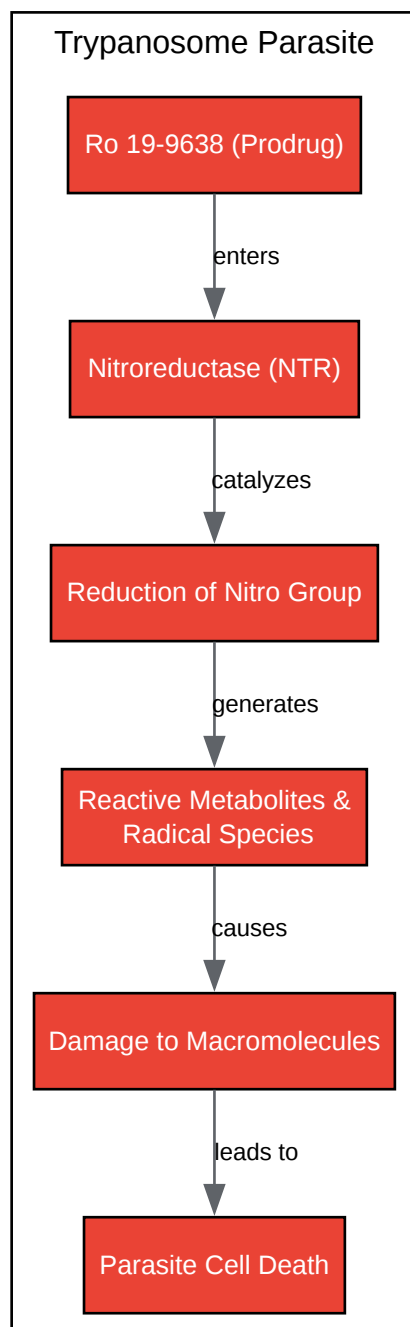 Trypanosome Parasite
Ro 19-9638 (Prodrug)
enters
Nitroreductase (NTR)
catalyzes
Reduction of Nitro Group
generates
Reactive Metabolites &
Radical Species
causes
Damage to Macromolecules
leads to
Parasite Cell Death